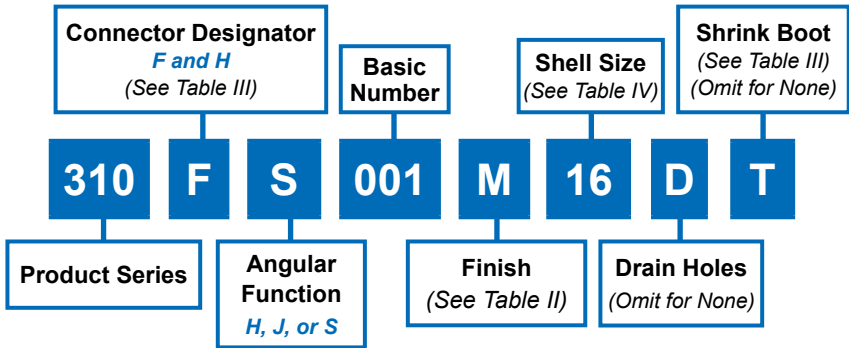 Connector Designator
F and H
(See Table III)
Basic
Number
Shell Size
(See Table IV)
Shrink Boot
(See Table III)
(Omit for None)
310 F S 001 M 16 D T
Product Series
Angular
Function
H, J, or S
Finish
(See Table II)
Drain Holes
(Omit for None)